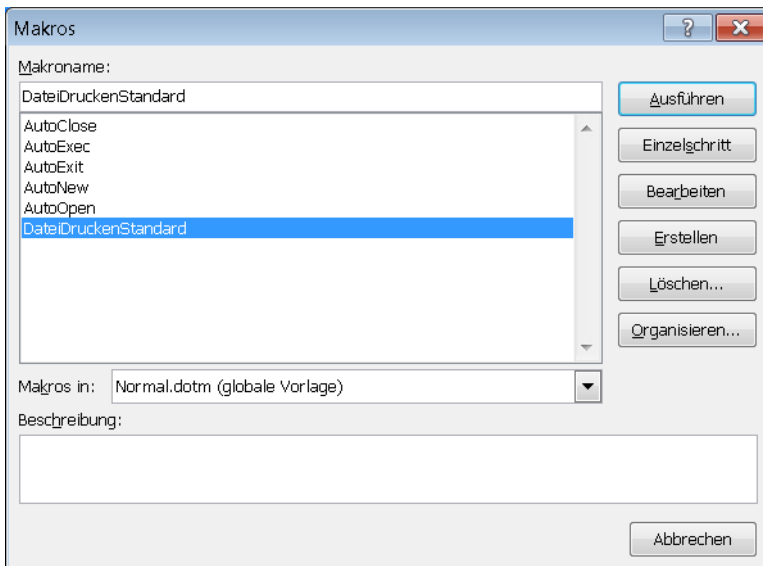 Makros
Makroname:
DateiDruckenStandard
AutoClose
AutoExec
AutoExit
AutoNew
AutoOpen
DateiDruckenStandard
Ausführen
Einzelschritt
Bearbeiten
Erstellen
Löschen...
Organisieren...
Makros in: Normal.dotm (globale Vorlage)
Beschreibung:
Abbrechen